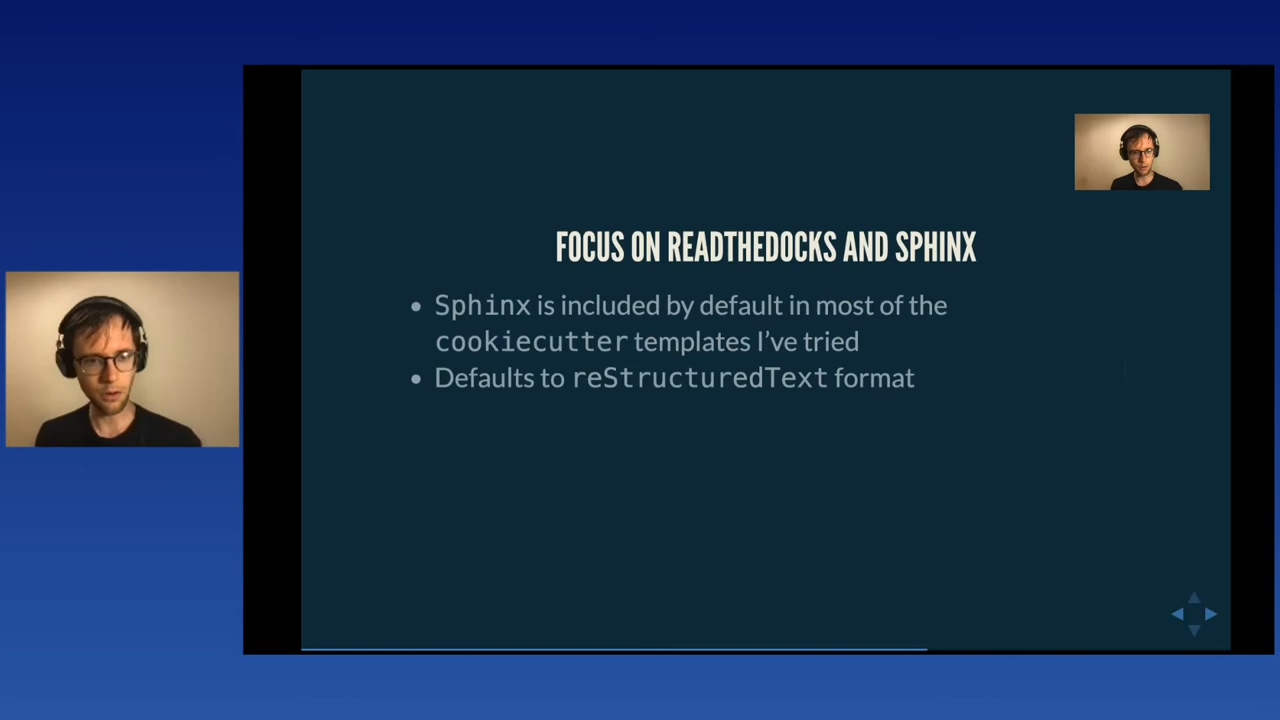 FOCUS ON READTHEDOCKS AND SPHINX
Sphinx is included by default in most of the
cookiecutter templates I've tried
Defaults to reStructuredText format